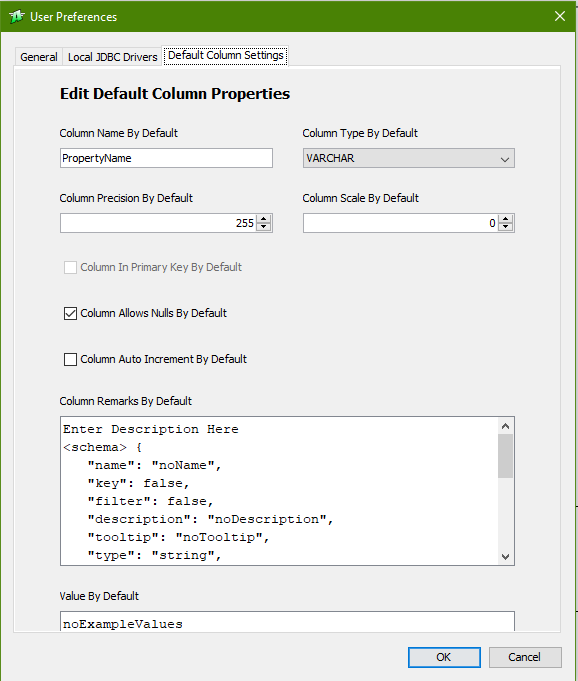 User Preferences
General Local JDBC Drivers Default Column Settings
Edit Default Column Properties
Column Name By Default Column Type By Default
PropertyName VARCHAR
Column Precision By Default Column Scale By Default
255 0
Column In Primary Key By Default
Column Allows Nulls By Default
Column Auto Increment By Default
Column Remarks By Default
Enter Description Here
<schema> {
"name": "noName",
"key": false,
"filter": false,
"description": "noDescription",
"tooltip": "noTooltip",
"type": "string",
Value By Default
noExampleValues
OK Cancel